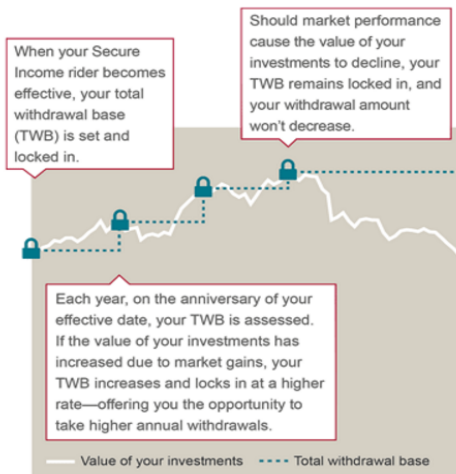 When your Secure
Income rider becomes
effective, your total
withdrawal base
(TWB) is set and
locked in.
Should market performance
cause the value of your
investments to decline, your
TWB remains locked in, and
your withdrawal amount
won't decrease.
Each year, on the anniversary of your
effective date, your TWB is assessed.
If the value of your investments has
increased due to market gains, your
TWB increases and locks in at a higher
rate—offering you the opportunity to
take higher annual withdrawals.
Value of your investments
Total withdrawal base